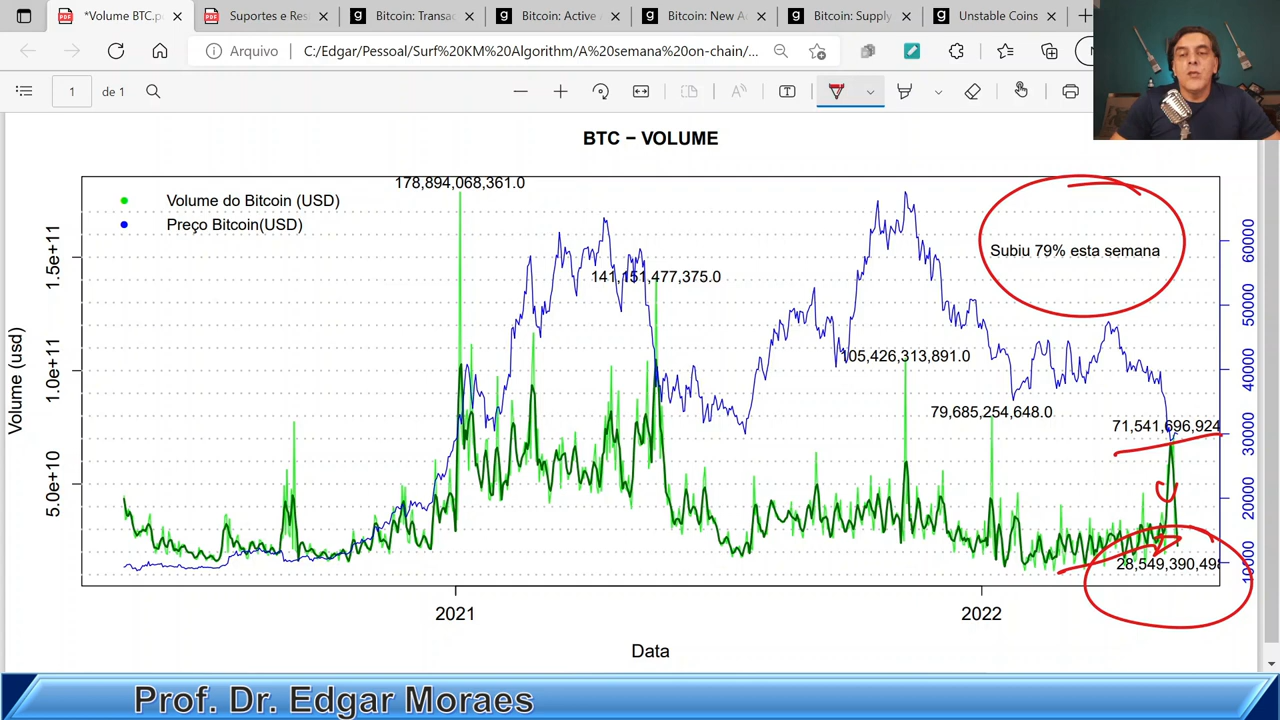 *Volume BTC.p
Suportes e Res
Bitcoin: Transac
Bitcoin: Active A
Bitcoin: New Ac
Bitcoin: Supply
Unstable Coins
Arquivo
C:/Edgar/Pessoal/Surf%20KM%20Algorithm/A%20semana%20on-chain/...
1
de 1
BTC − VOLUME
178,894,068,361.0
Volume do Bitcoin (USD)
Preço Bitcoin(USD)
Subiu 79% esta semana
141,151,477,375.0
105,426,313,891.0
79,685,254,648.0
71,541,696,924
28,549,390,498
Volume (usd)
5.0e+10
1.0e+11
1.5e+11
10000
20000
30000
40000
50000
60000
2021
2022
Data
Prof. Dr. Edgar Moraes